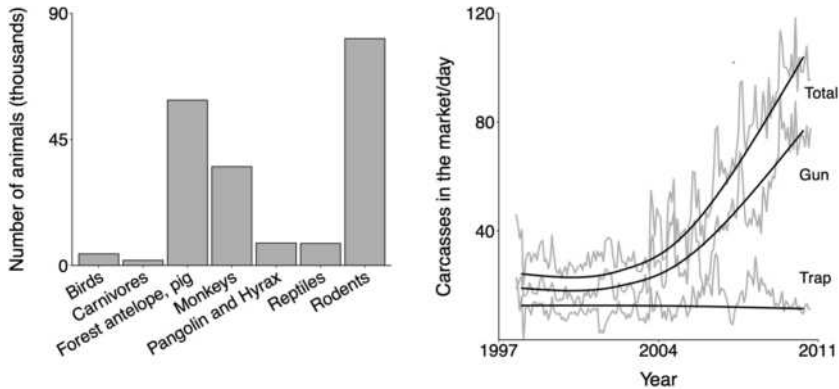 Number of animals (thousands)
90
45
0
Birds
Carnivores
Forest antelope, pig
Monkeys
Pangolin and Hyrax
Reptiles
Rodents
Carcasses in the market/day
120
80
40
Total
Gun
Trap
1997
2004
2011
Year